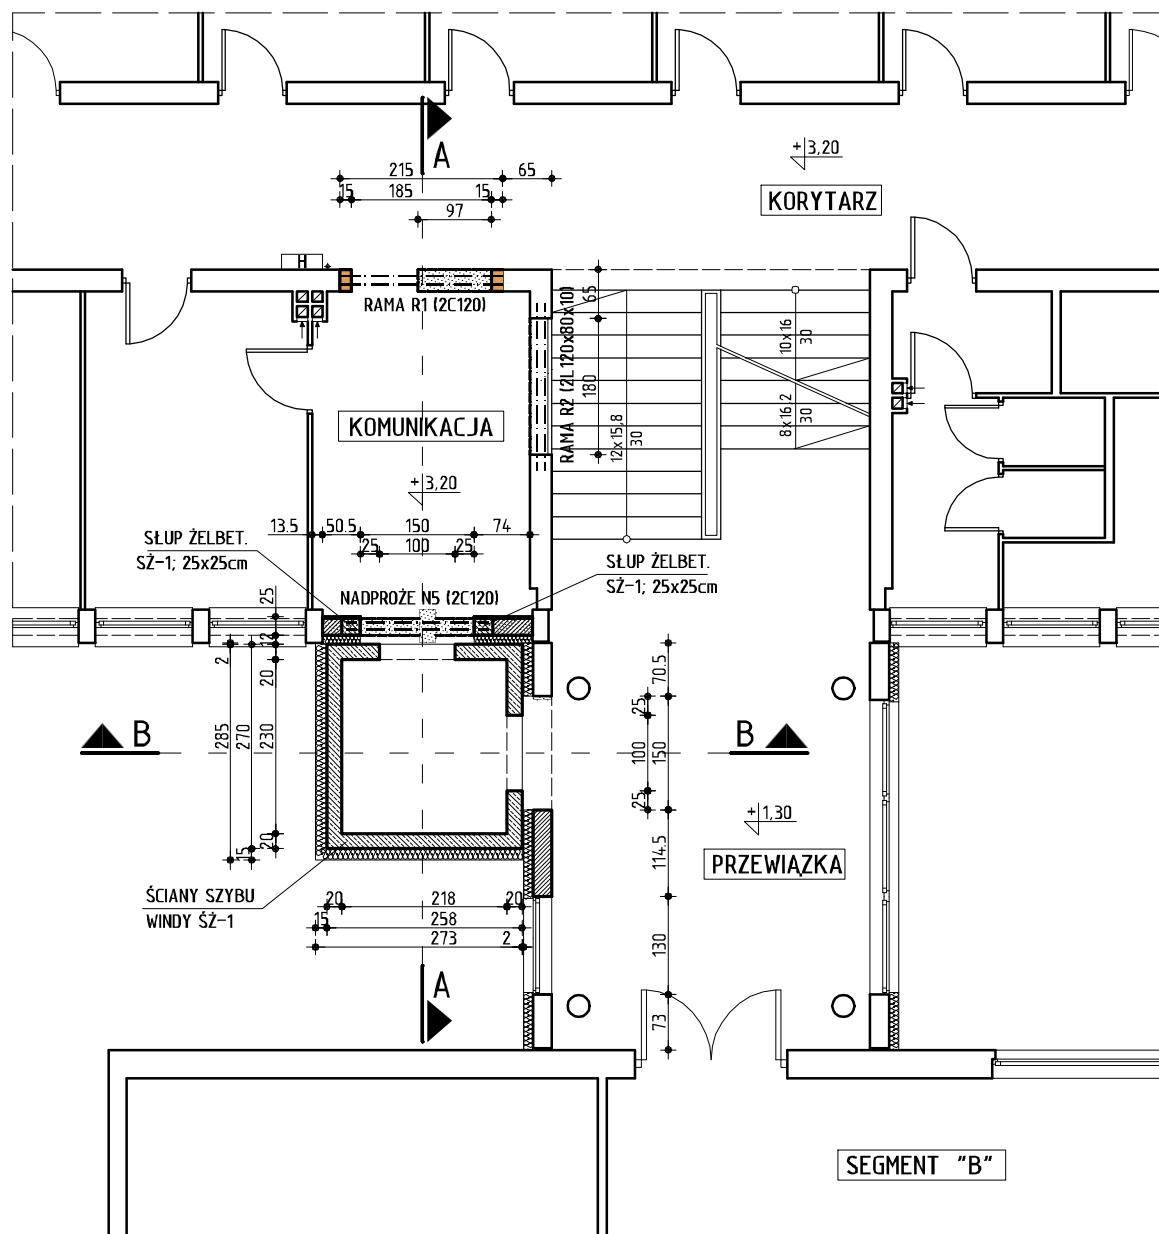 +3,20
KORYTARZ
A
215
65
15
185
15
97
H
RAMA R1 (2C120)
65
RAMA R2 (2L120x80x10)
180
12x15,8
30
10x16
30
8x16,2
30
KOMUNIKACJA
+3,20
13.5
50.5
150
74
25
100
25
SŁUP ŻELBET.
SŻ-1; 25x25cm
SŁUP ŻELBET.
SŻ-1; 25x25cm
NADPROŻE N5 (2C120)
25
12
2
20
285
270
230
20
15
B
B
70.5
25
100
150
25
114.5
130
73
+1,30
PRZEWIĄZKA
ŚCIANY SZYBU
WINDY ŚŻ-1
20
218
20
15
258
273
2
A
SEGMENT "B"